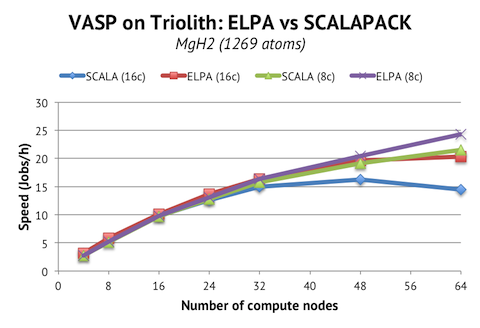 VASP on Triolith: ELPA vs SCALAPACK
MgH2 (1269 atoms)
SCALA (16c) ELPA (16c) SCALA (8c) ELPA (8c)
30
25
20
15
10
5
0
Speed (Jobs/h)
0 8 16 24 32 40 48 56 64
Number of compute nodes